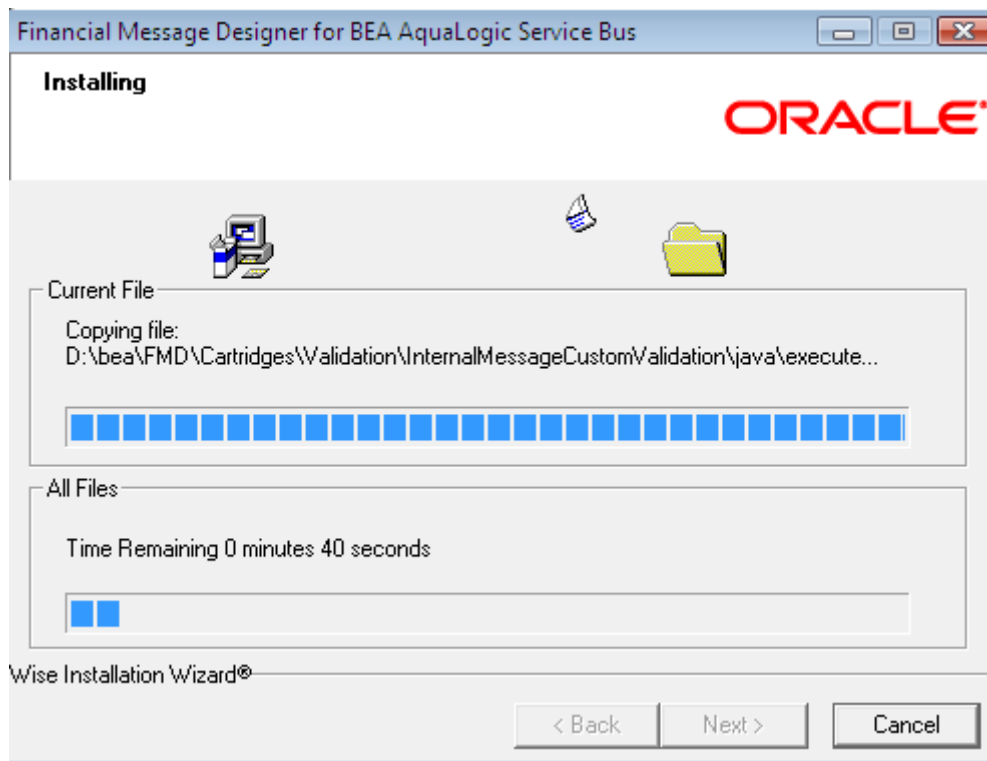 Financial Message Designer for BEA AquaLogic Service Bus
Installing
ORACLE
Current File
Copying file:
D:\bea\FMD\Cartridges\Validation\InternalMessageCustomValidation\java\execute...
All Files
Time Remaining 0 minutes 40 seconds
Wise Installation Wizard®
< Back
Next >
Cancel